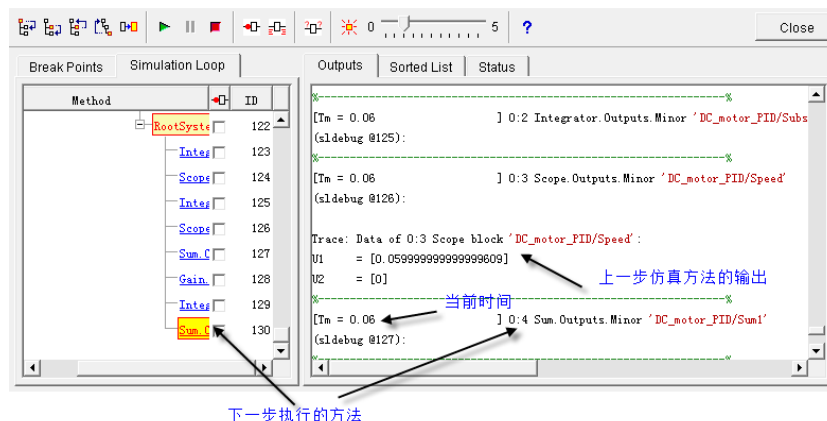 0 5 ? Close
Break Points Simulation Loop
Outputs Sorted List Status
Method ID
RootSyste 122
Integ 123
Scope 124
Integ 125
Scope 126
Sum.O 127
Gain. 128
Integ 129
Sum.O 130
%----------------------------------------------------------------%
[Tm = 0.06 ] 0:2 Integrator.Outputs.Minor 'DC_motor_PID/Subs
(sldebug @125):
%----------------------------------------------------------------%
[Tm = 0.06 ] 0:3 Scope.Outputs.Minor 'DC_motor_PID/Speed'
(sldebug @126):
Trace: Data of 0:3 Scope block 'DC_motor_PID/Speed':
U1 = [0.059999999999999609]
U2 = [0]
%----------------------------------------------------------------%
[Tm = 0.06 ] 0:4 Sum.Outputs.Minor 'DC_motor_PID/Sum1'
(sldebug @127):
%----------------------------------------------------------------%
上一步仿真方法的输出
当前时间
下一步执行的方法